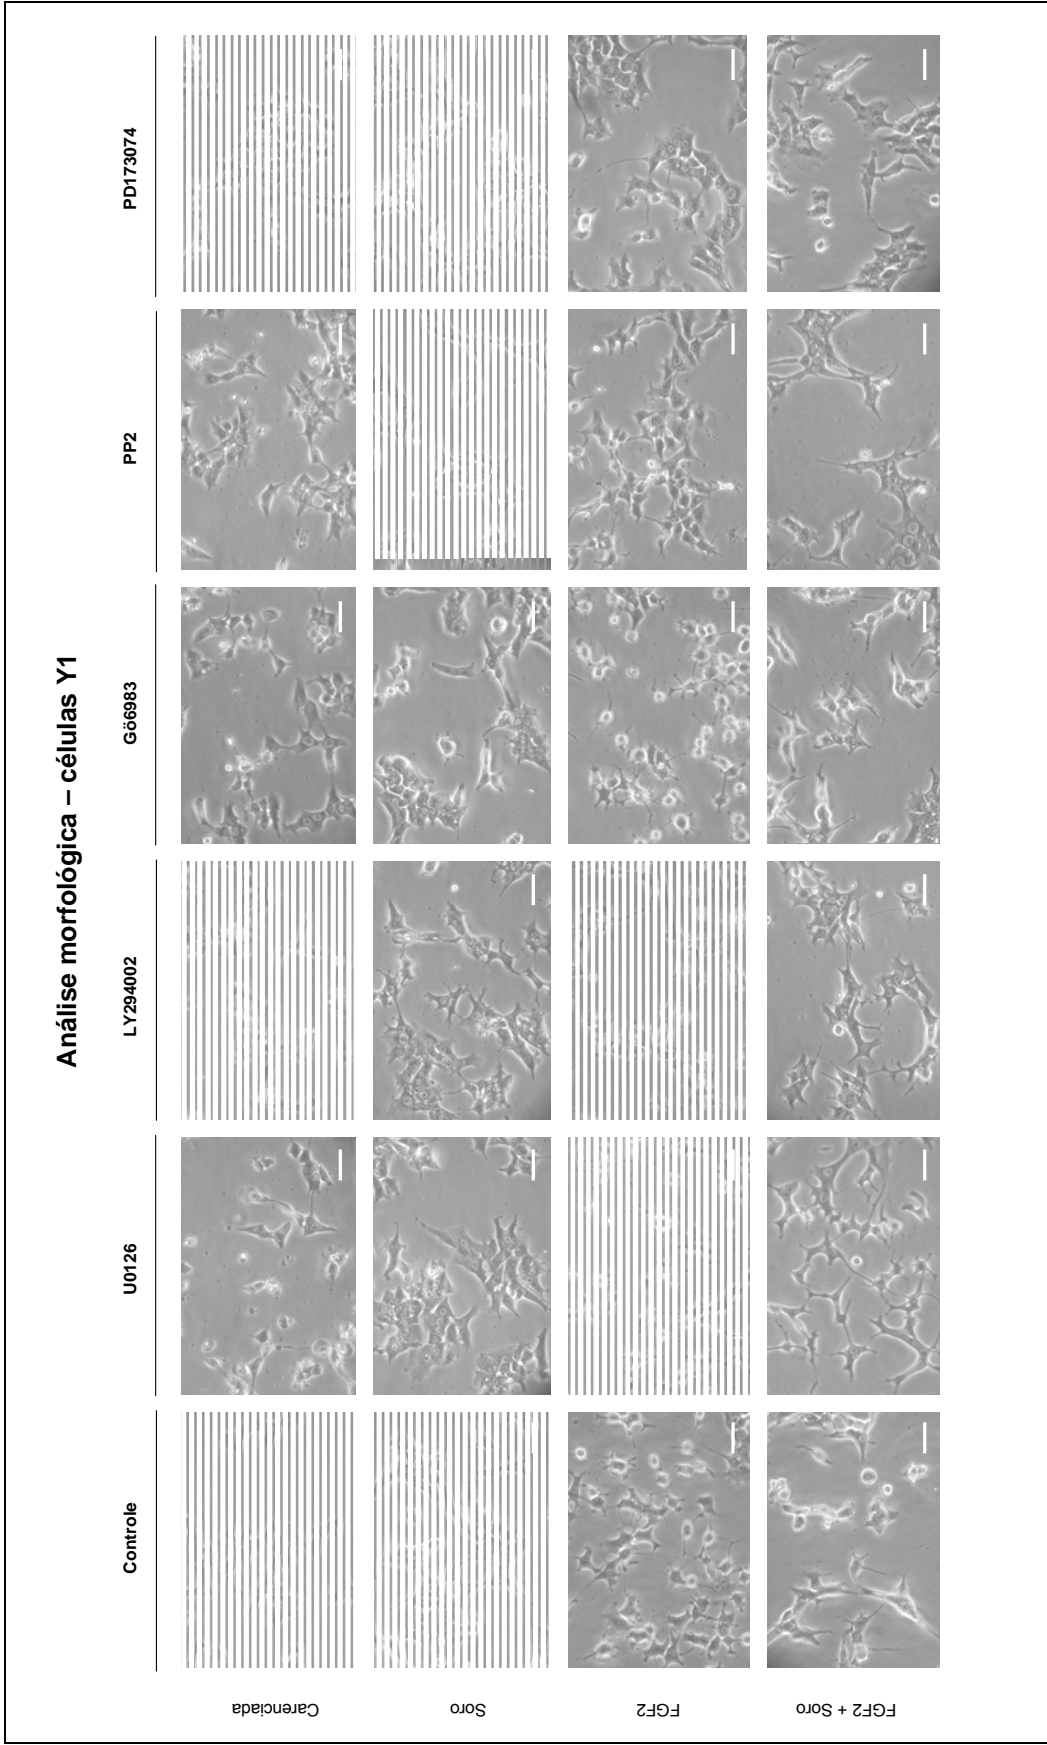 Análise morfológica – células Y1
Controle
U0126
LY294002
Gö6983
PP2
PD173074
Carenciada
Soro
FGF2
FGF2 + Soro